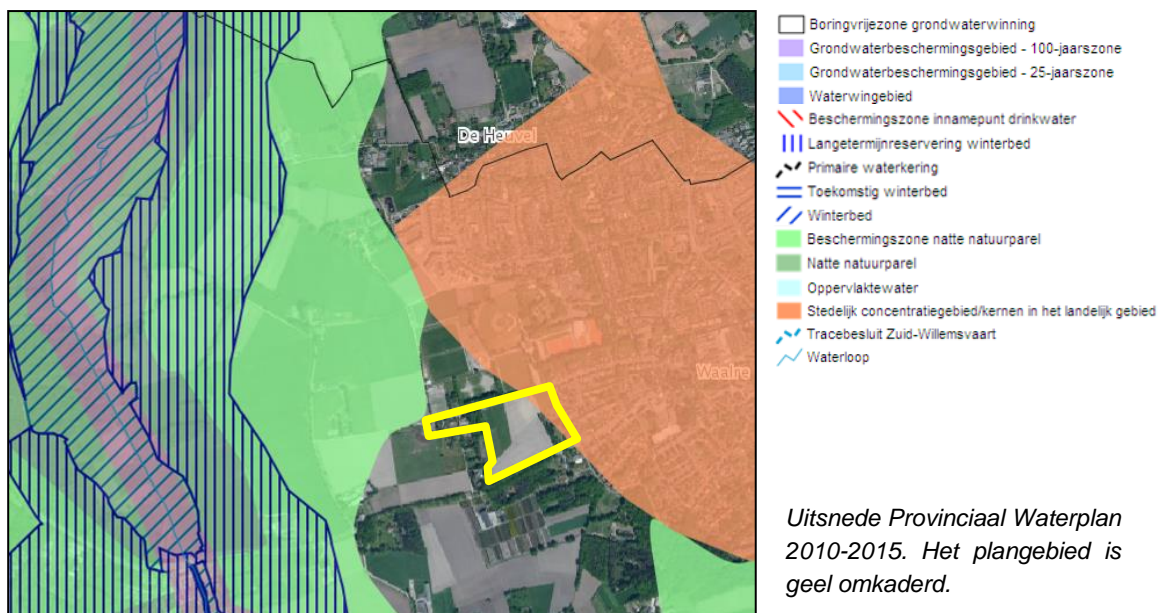 De Heuvel
Waalre
Boringvrijezone grondwaterwinning
Grondwaterbeschermingsgebied - 100-jaarszone
Grondwaterbeschermingsgebied - 25-jaarszone
Waterwingebied
Beschermingszone innamepunt drinkwater
Langetermijnreservering winterbed
Primaire waterkering
Toekomstig winterbed
Winterbed
Beschermingszone natte natuurparel
Natte natuurparel
Oppervlaktewater
Stedelijk concentratiegebied/kernen in het landelijk gebied
Tracebesluit Zuid-Willemsvaart
Waterloop
Uitsnede Provinciaal Waterplan
2010-2015. Het plangebied is
geel omkaderd.